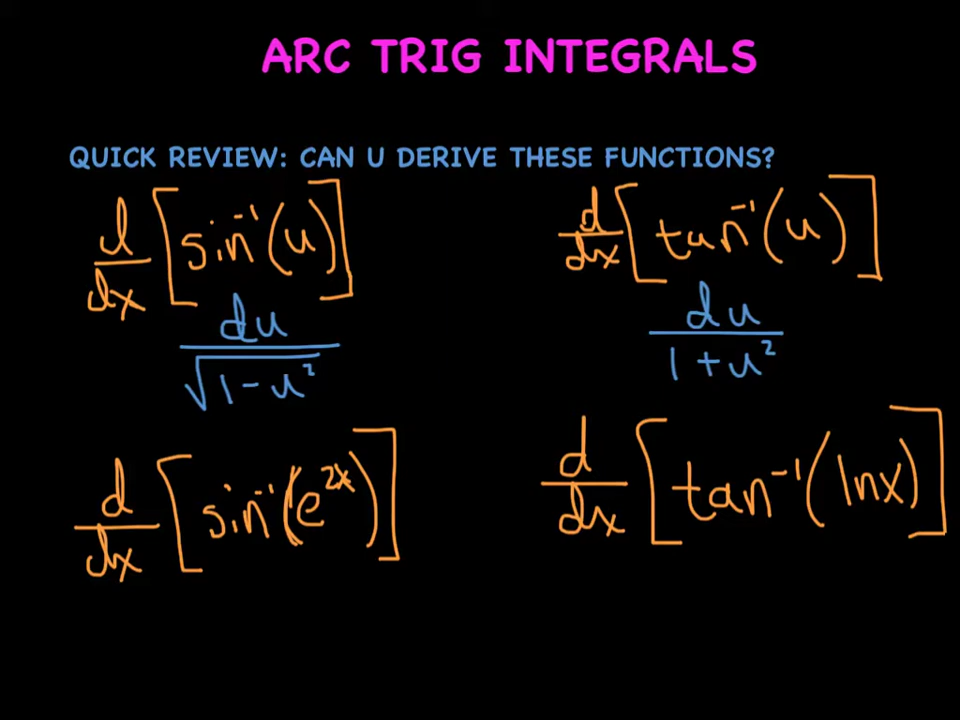 ARC TRIG INTEGRALS
QUICK REVIEW: CAN U DERIVE THESE FUNCTIONS?
d/dx [sin⁻¹(u)]
du/√(1-u²)
d/dx [tan⁻¹(u)]
du/(1+u²)
d/dx [sin⁻¹(e²ˣ)]
d/dx [tan⁻¹(lnx)]